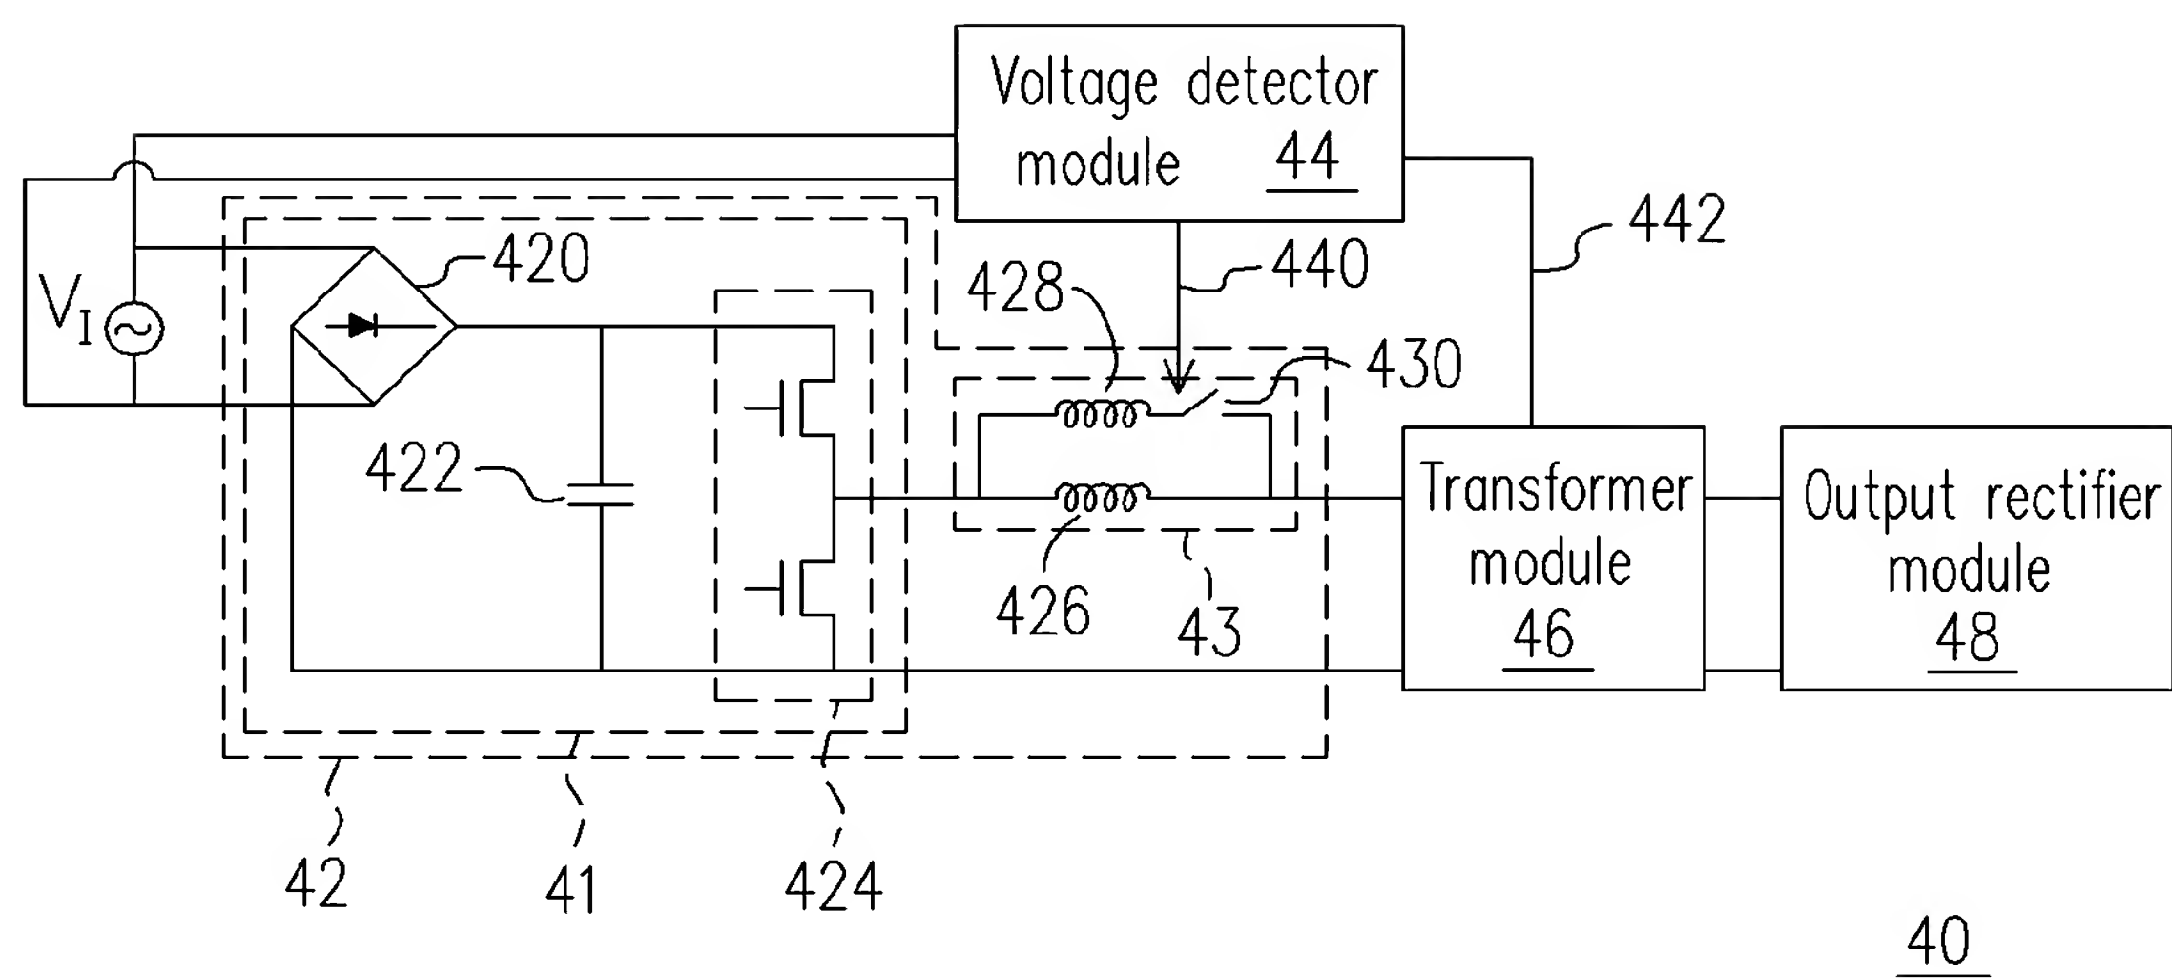 Voltage detector
module 44
442
420
440
428
V_I
430
422
Transformer
module
46
Output rectifier
module
48
426
43
42
41
424
40